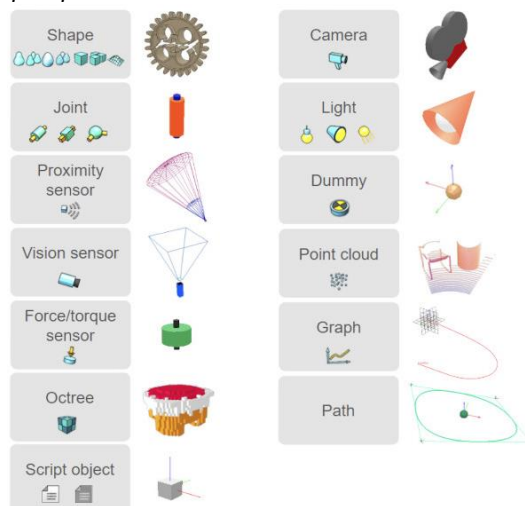 Shape
Joint
Proximity
sensor
Vision sensor
Force/torque
sensor
Octree
Script object
Camera
Light
Dummy
Point cloud
Graph
Path